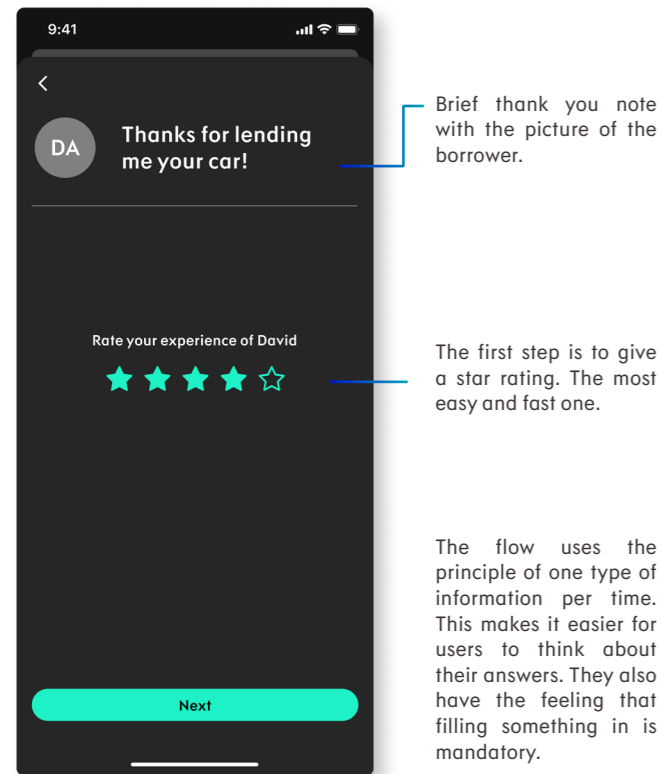 9:41
DA
Thanks for lending
me your car!
Rate your experience of David
Next
Brief thank you note
with the picture of the
borrower.
The first step is to give
a star rating. The most
easy and fast one.
The flow uses the
principle of one type of
information per time.
This makes it easier for
users to think about
their answers. They also
have the feeling that
filling something in is
mandatory.